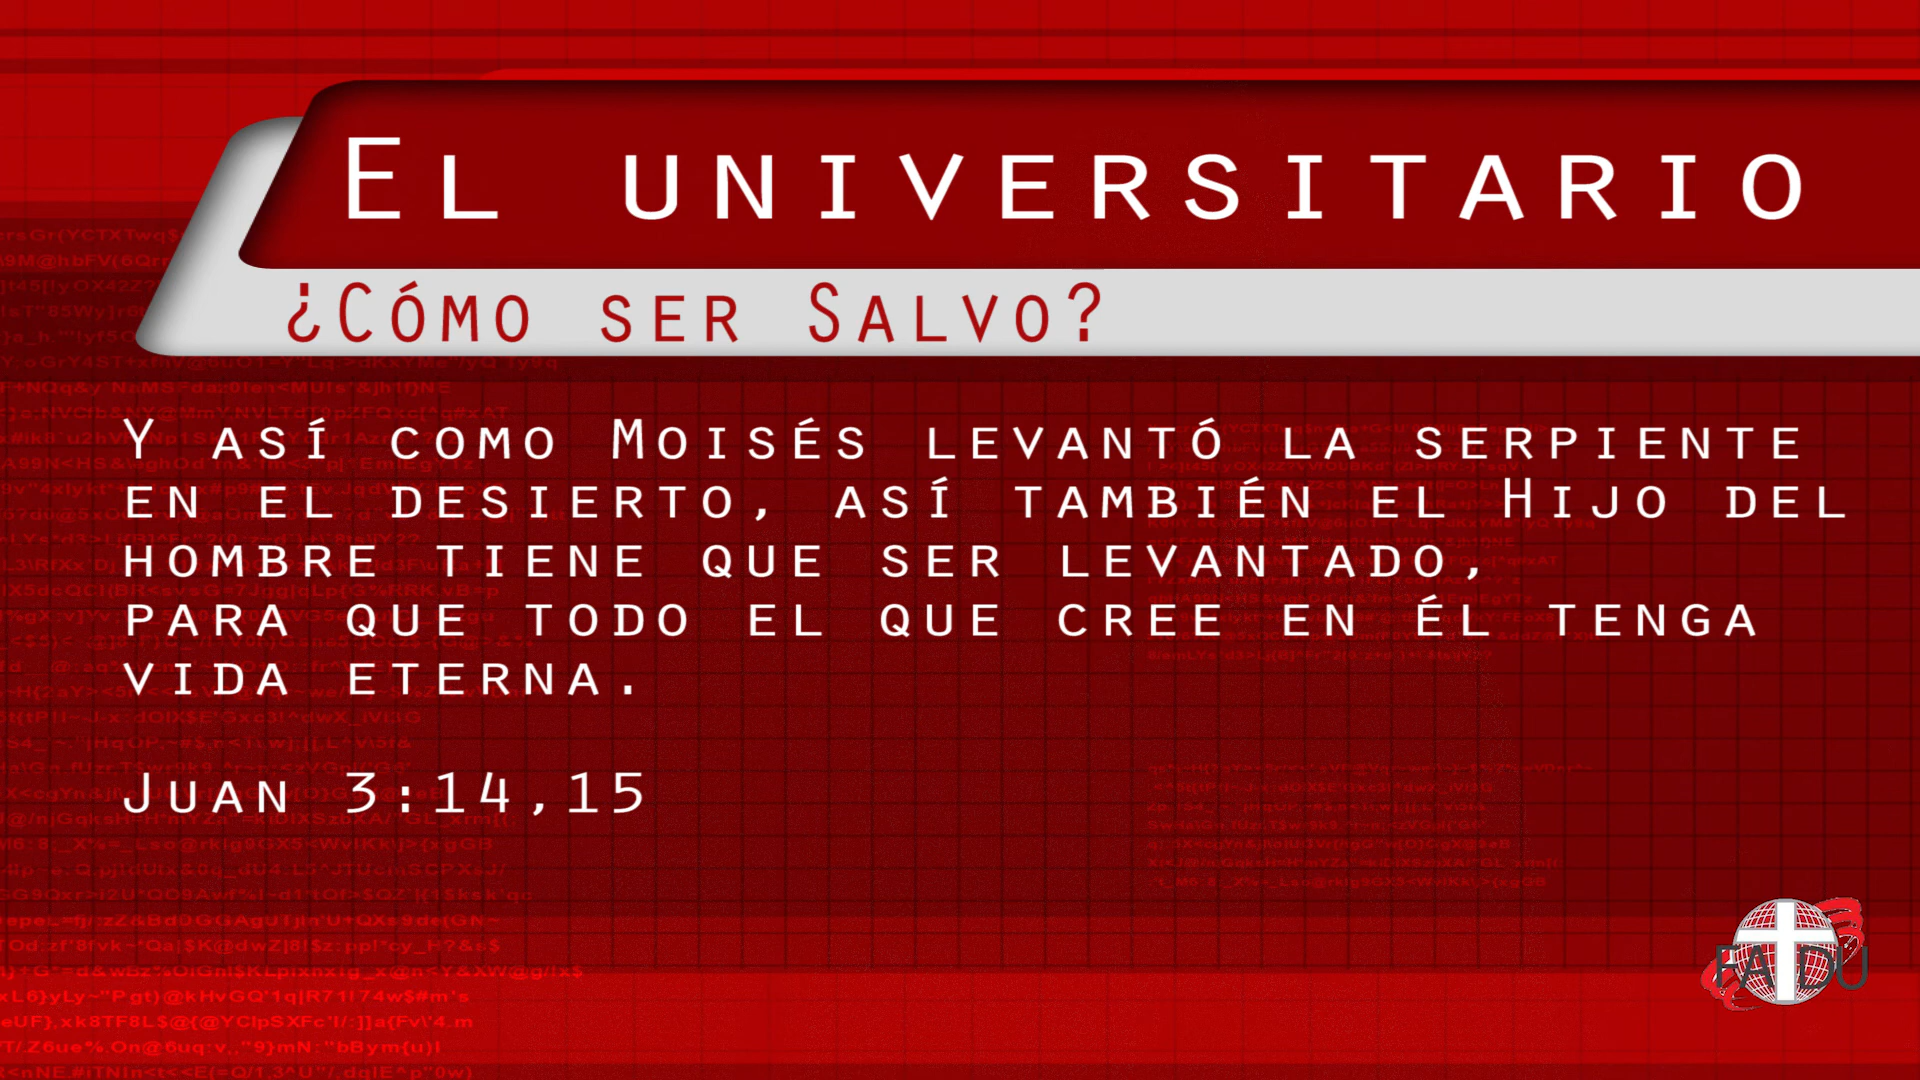 El universitario
¿Cómo ser Salvo?
Y así como Moisés levantó la serpiente
en el desierto, así también el Hijo del
hombre tiene que ser levantado,
para que todo el que cree en él tenga
vida eterna.
Juan 3:14,15
FA DU